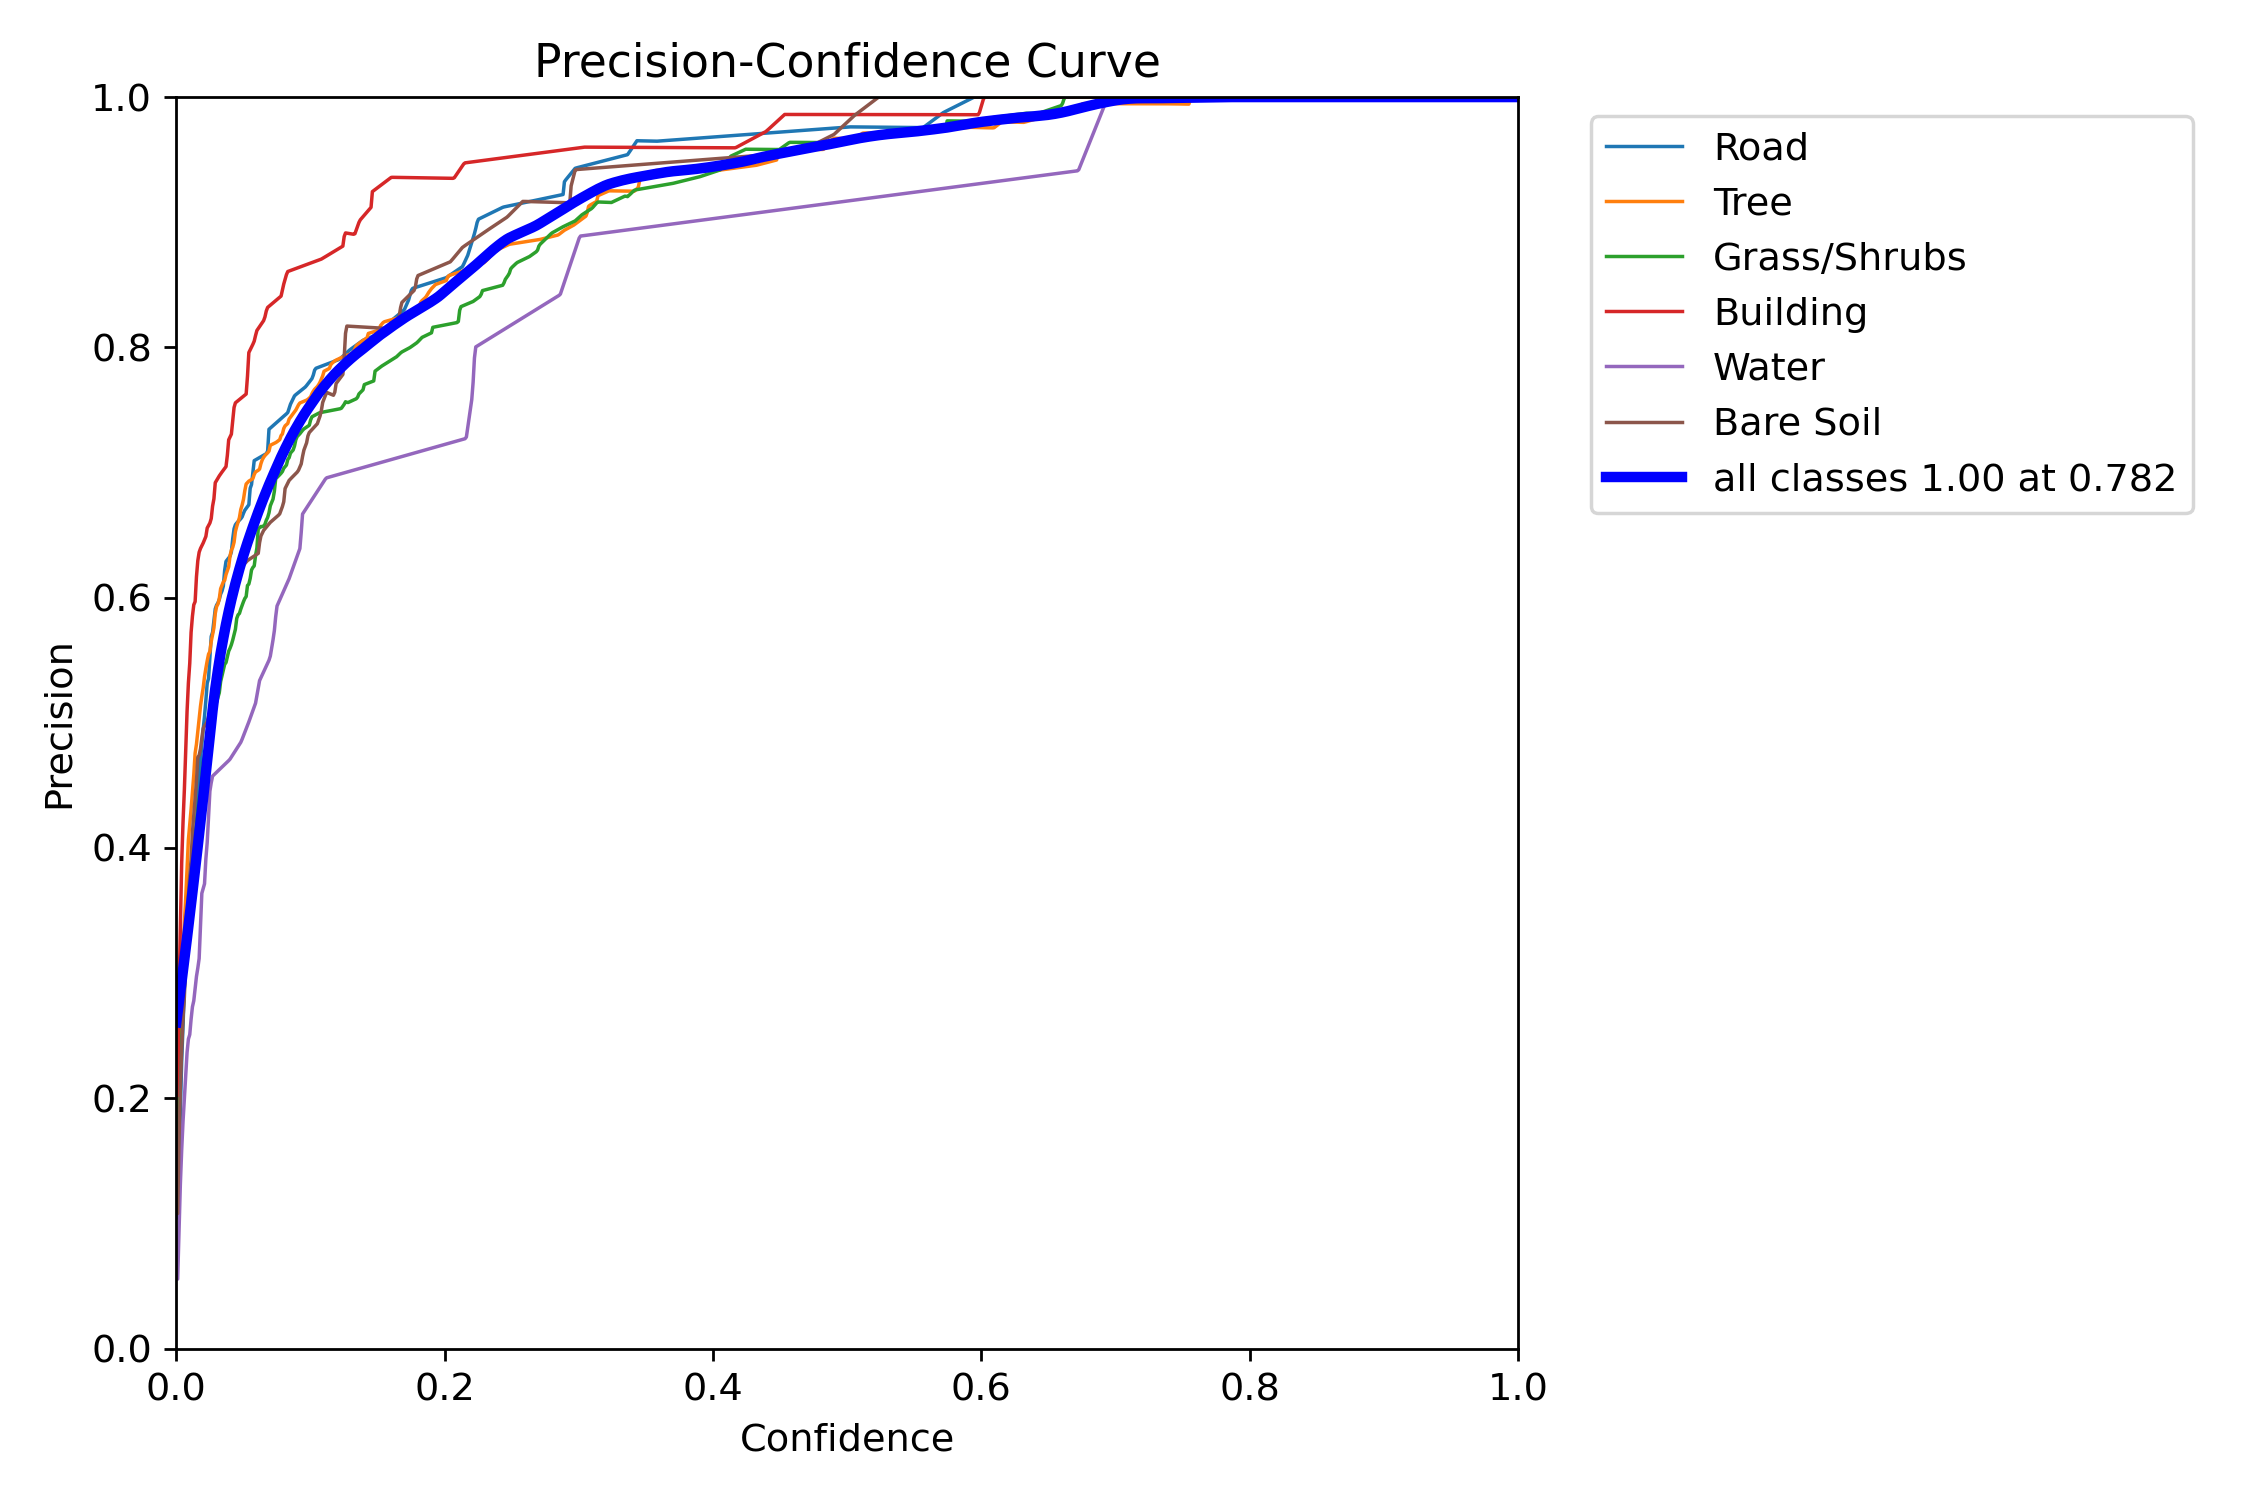 Precision-Confidence Curve
1.0
0.8
0.6
0.4
0.2
0.0
Precision
0.0 0.2 0.4 0.6 0.8 1.0
Confidence
Road
Tree
Grass/Shrubs
Building
Water
Bare Soil
all classes 1.00 at 0.782